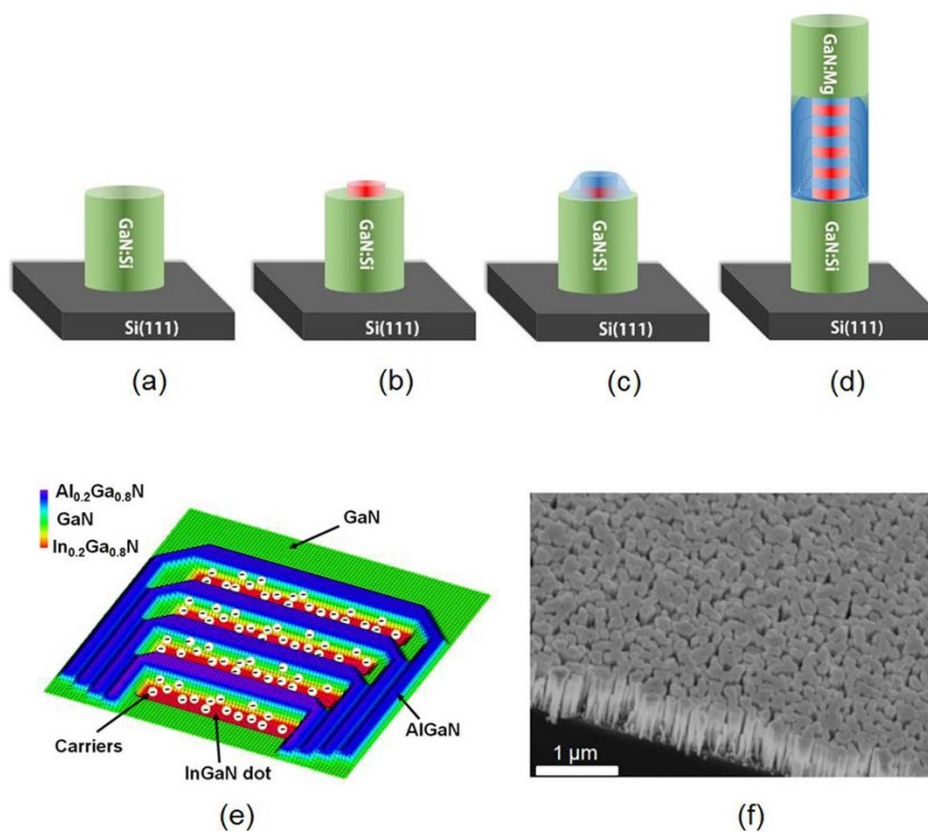 GaN:Si
Si(111)
(a)
GaN:Si
Si(111)
(b)
GaN:Si
Si(111)
(c)
GaN:Mg
GaN:Si
Si(111)
(d)
Al0.2Ga0.8N
GaN
In0.2Ga0.8N
GaN
Carriers
InGaN dot
AlGaN
(e)
1 µm
(f)